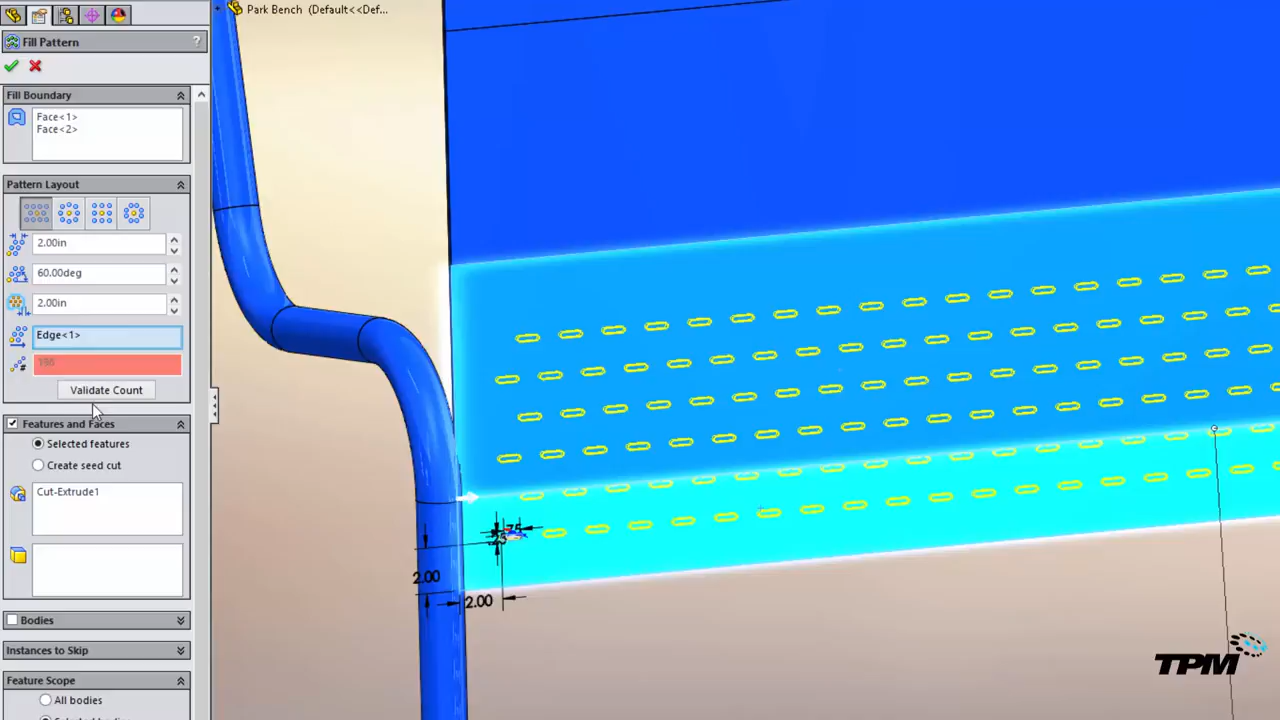 Park Bench (Default<<Def...
Fill Pattern
?
Fill Boundary
Face<1>
Face<2>
Pattern Layout
2.00in
60.00deg
2.00in
Edge<1>
Validate Count
Features and Faces
Selected features
Create seed cut
Cut-Extrude1
Bodies
Instances to Skip
Feature Scope
All bodies
.75
.25
2.00
2.00
TPM